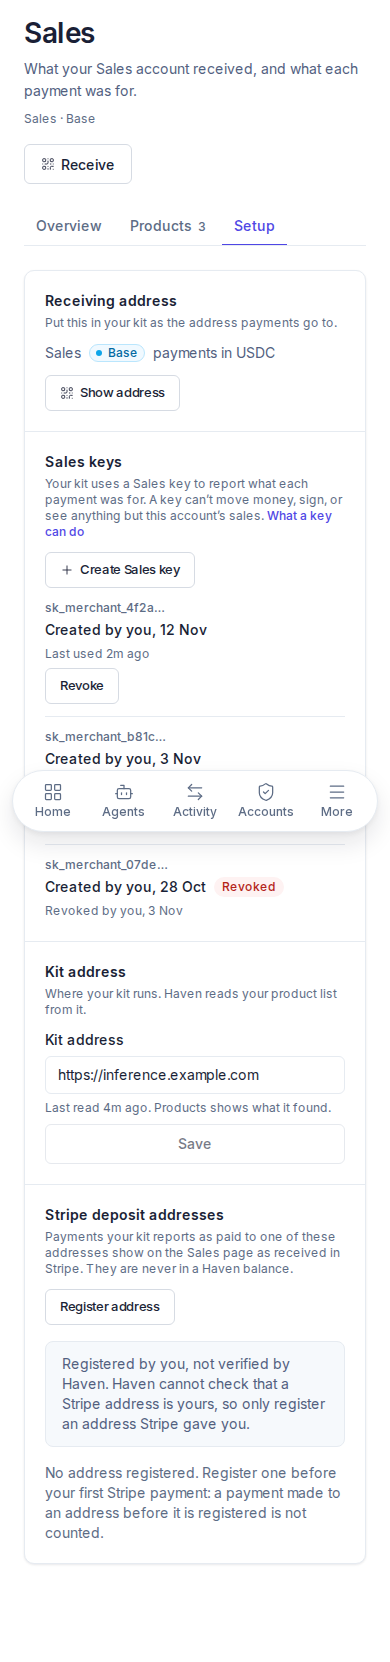 Sales
What your Sales account received, and what each
payment was for.
Sales · Base
Receive
Overview
Products 3
Setup
Receiving address
Put this in your kit as the address payments go to.
Sales Base payments in USDC
Show address
Sales keys
Your kit uses a Sales key to report what each
payment was for. A key can’t move money, sign, or
see anything but this account’s sales. What a key
can do
Create Sales key
sk_merchant_4f2a…
Created by you, 12 Nov
Last used 2m ago
Revoke
sk_merchant_b81c…
Created by you, 3 Nov
Home
Agents
Activity
Accounts
More
sk_merchant_07de…
Created by you, 28 Oct Revoked
Revoked by you, 3 Nov
Kit address
Where your kit runs. Haven reads your product list
from it.
Kit address
https://inference.example.com
Last read 4m ago. Products shows what it found.
Save
Stripe deposit addresses
Payments your kit reports as paid to one of these
addresses show on the Sales page as received in
Stripe. They are never in a Haven balance.
Register address
Registered by you, not verified by
Haven. Haven cannot check that a
Stripe address is yours, so only register
an address Stripe gave you.
No address registered. Register one before
your first Stripe payment: a payment made to
an address before it is registered is not
counted.